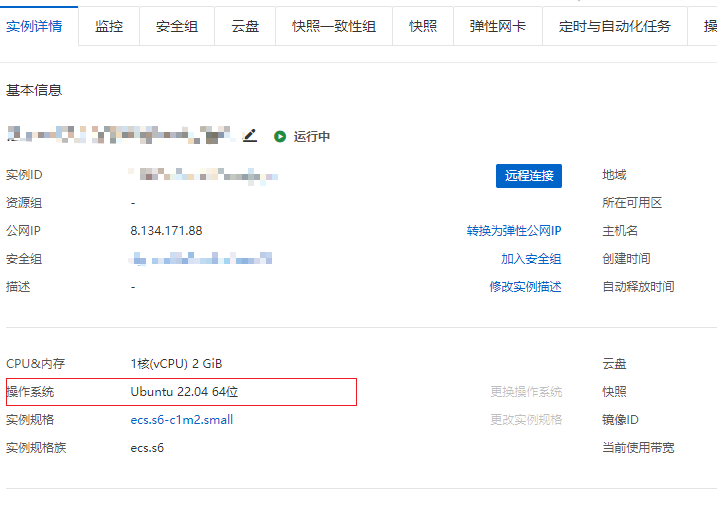 实例详情 监控 安全组 云盘 快照一致性组 快照 弹性网卡 定时与自动化任务 操
基本信息
运行中
实例ID 远程连接 地域
资源组 - 所在可用区
公网IP 8.134.171.88 转换为弹性公网IP 主机名
安全组 加入安全组 创建时间
描述 - 修改实例描述 自动释放时间
CPU&内存 1核(vCPU) 2 GiB 云盘
操作系统 Ubuntu 22.04 64位 更换操作系统 快照
实例规格 ecs.s6-c1m2.small 更改实例规格 镜像ID
实例规格族 ecs.s6 当前使用带宽